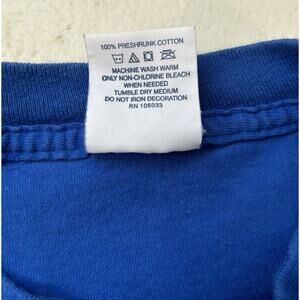 100% PRESHRUNK COTTON
MACHINE WASH WARM
ONLY NON-CHLORINE BLEACH
WHEN NEEDED
TUMBLE DRY MEDIUM
DO NOT IRON DECORATION
RN 105033